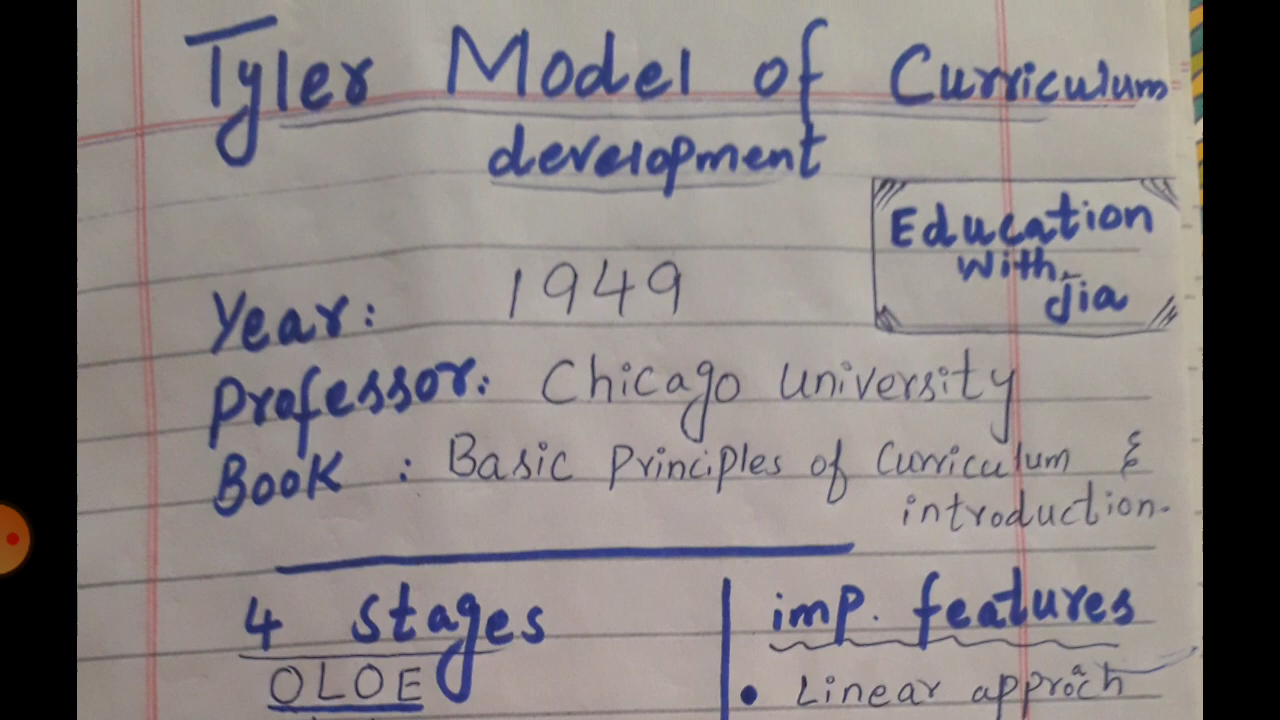 Tyler Model of Curriculum
development
Education
With
Jia
Year: 1949
Professor: Chicago University
Book : Basic Principles of Curriculum &
introduction.
4 stages
OLOE
imp. features
• Linear approach